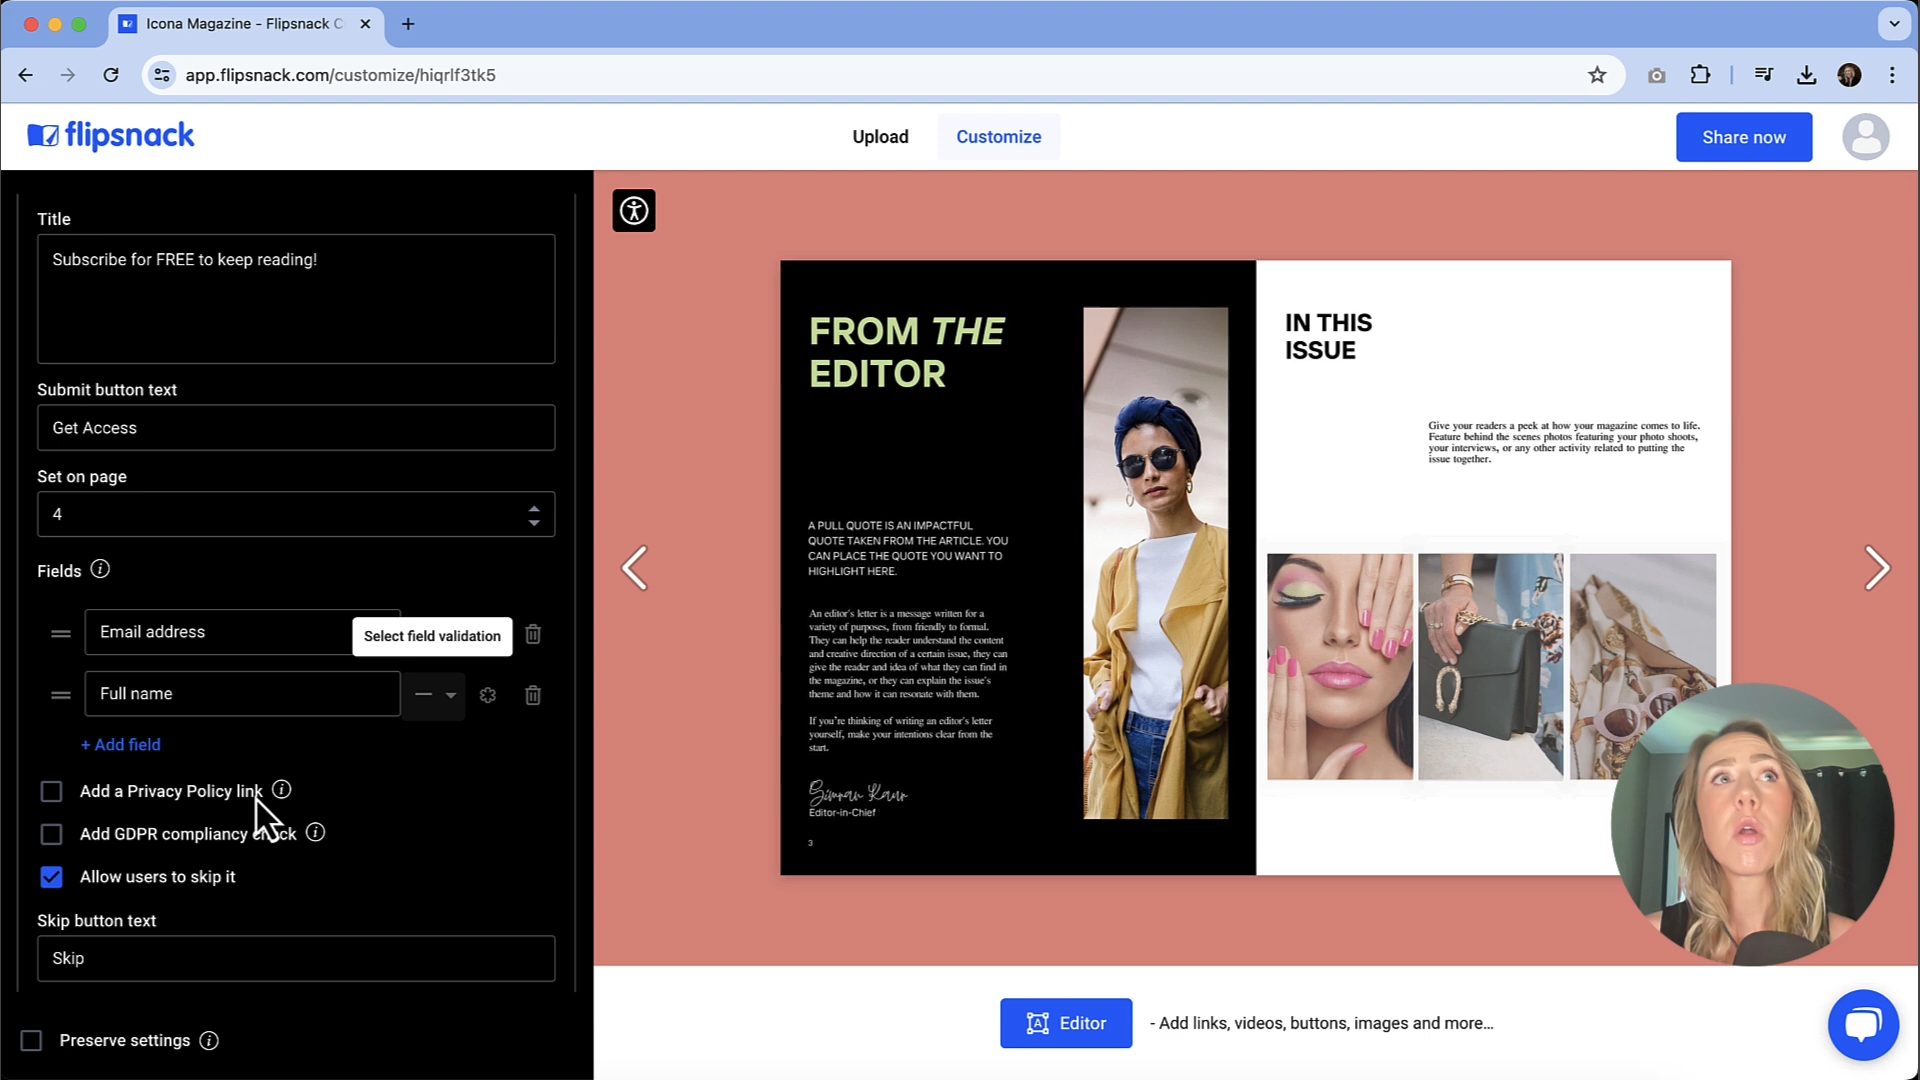 Icona Magazine - Flipsnack C
app.flipsnack.com/customize/hiqrlf3tk5
flipsnack
Upload
Customize
Share now
Title
Subscribe for FREE to keep reading!
Submit button text
Get Access
Set on page
4
Fields
Email address
Select field validation
Full name
+ Add field
Add a Privacy Policy link
Add GDPR compliancy check
Allow users to skip it
Skip button text
Skip
Preserve settings
FROM THE
EDITOR
A PULL QUOTE IS AN IMPACTFUL
QUOTE TAKEN FROM THE ARTICLE. YOU
CAN PLACE THE QUOTE YOU WANT TO
HIGHLIGHT HERE.
An editor's letter is a message written for a
variety of purposes, from friendly to formal.
They can help the reader understand the content
and creative direction of a certain issue, they can
give the reader and idea of what they can find in
the magazine, or they can explain the issue's
theme and how it can resonate with them.
If you're thinking of writing an editor's letter
yourself, make your intentions clear from the
start.
Simran Kaur
Editor-in-Chief
3
IN THIS
ISSUE
Give your readers a peek at how your magazine comes to life.
Feature behind the scenes photos featuring your photo shoots,
your interviews, or any other activity related to putting the
issue together.
Editor
- Add links, videos, buttons, images and more...